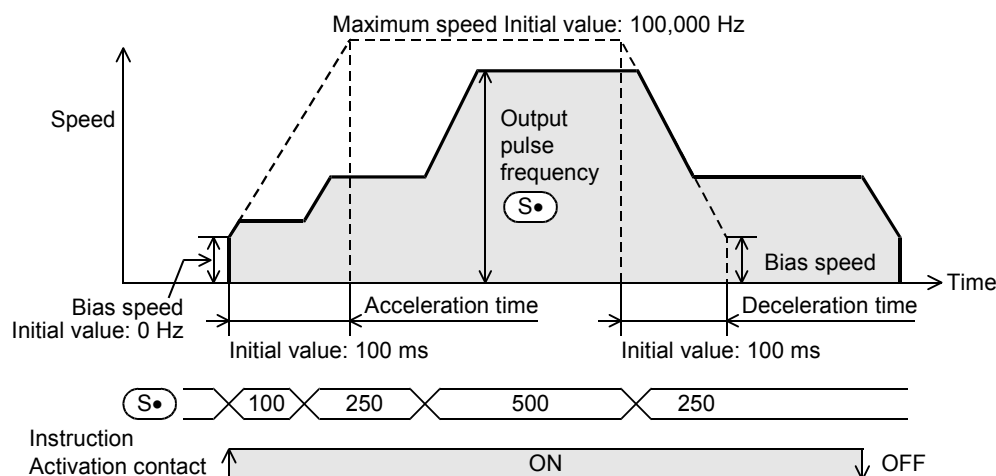 Maximum speed Initial value: 100,000 Hz
Speed
Output
pulse
frequency
S•
Bias speed
Time
Bias speed
Initial value: 0 Hz
Acceleration time
Deceleration time
Initial value: 100 ms
Initial value: 100 ms
S•
100
250
500
250
Instruction
Activation contact
ON
OFF